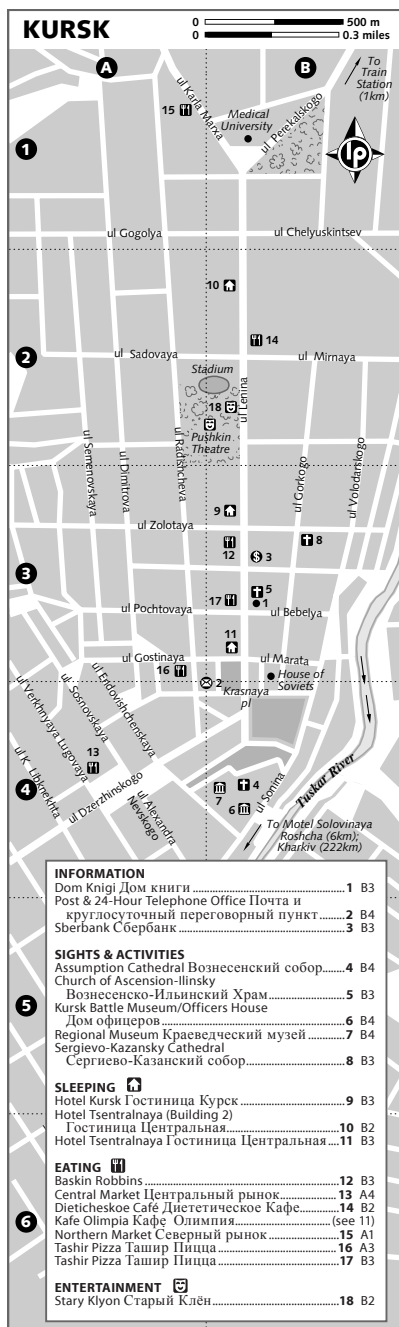 KURSK
0 500 m
0 0.3 miles
A
B
To
Train
Station
(1km)
ul Karla Marxa
15
Medical
University
ul Perekalskogo
lp
1
ul Gogolya
ul Chelyuskintsev
10
14
2
ul Sadovaya
ul Mirnaya
Stadium
ul Lenina
18
Pushkin
Theatre
ul Semenovskaya
ul Dimitrova
ul Radishcheva
ul Gorkogo
ul Volodarskogo
9
ul Zolotaya
12
$ 3
8
3
5
17
1
ul Pochtovaya
ul Bebelya
11
ul Gostinaya
ul Marata
16
2
House of
Soviets
Krasnaya
pl
ul Verkhnyaya Lugovaya
ul Sosnovskaya
ul Endovishchenskaya
ul K. Libknekhta
13
4
ul Dzerzhinskogo
ul Alexandra
Nevskogo
7
4
6
ul Sonina
Tuskar River
To Motel Solovinaya
Roshcha (6km);
Kharkiv (222km)
INFORMATION
Dom Knigi Дом книги 1 B3
Post & 24-Hour Telephone Office Почта и
круглосуточный переговорный пункт 2 B4
Sberbank Сбербанк 3 B3
SIGHTS & ACTIVITIES
Assumption Cathedral Вознесенский собор 4 B4
Church of Ascension-Ilinsky
Вознесенско-Ильинский Храм 5 B3
Kursk Battle Museum/Officers House
Дом офицеров 6 B4
Regional Museum Краеведческий музей 7 B4
Sergievo-Kazansky Cathedral
Сергиево-Казанский собор 8 B3
5
SLEEPING
Hotel Kursk Гостиница Курск 9 B3
Hotel Tsentralnaya (Building 2)
Гостиница Центральная 10 B2
Hotel Tsentralnaya Гостиница Центральная 11 B3
EATING
Baskin Robbins 12 B3
Central Market Центральный рынок 13 A4
Dieticheskoe Café Диететическое Кафе 14 B2
Kafe Olimpia Кафе Олимпия (see 11)
Northern Market Северный рынок 15 A1
Tashir Pizza Ташир Пицца 16 A3
Tashir Pizza Ташир Пицца 17 B3
6
ENTERTAINMENT
Stary Klyon Старый Клён 18 B2